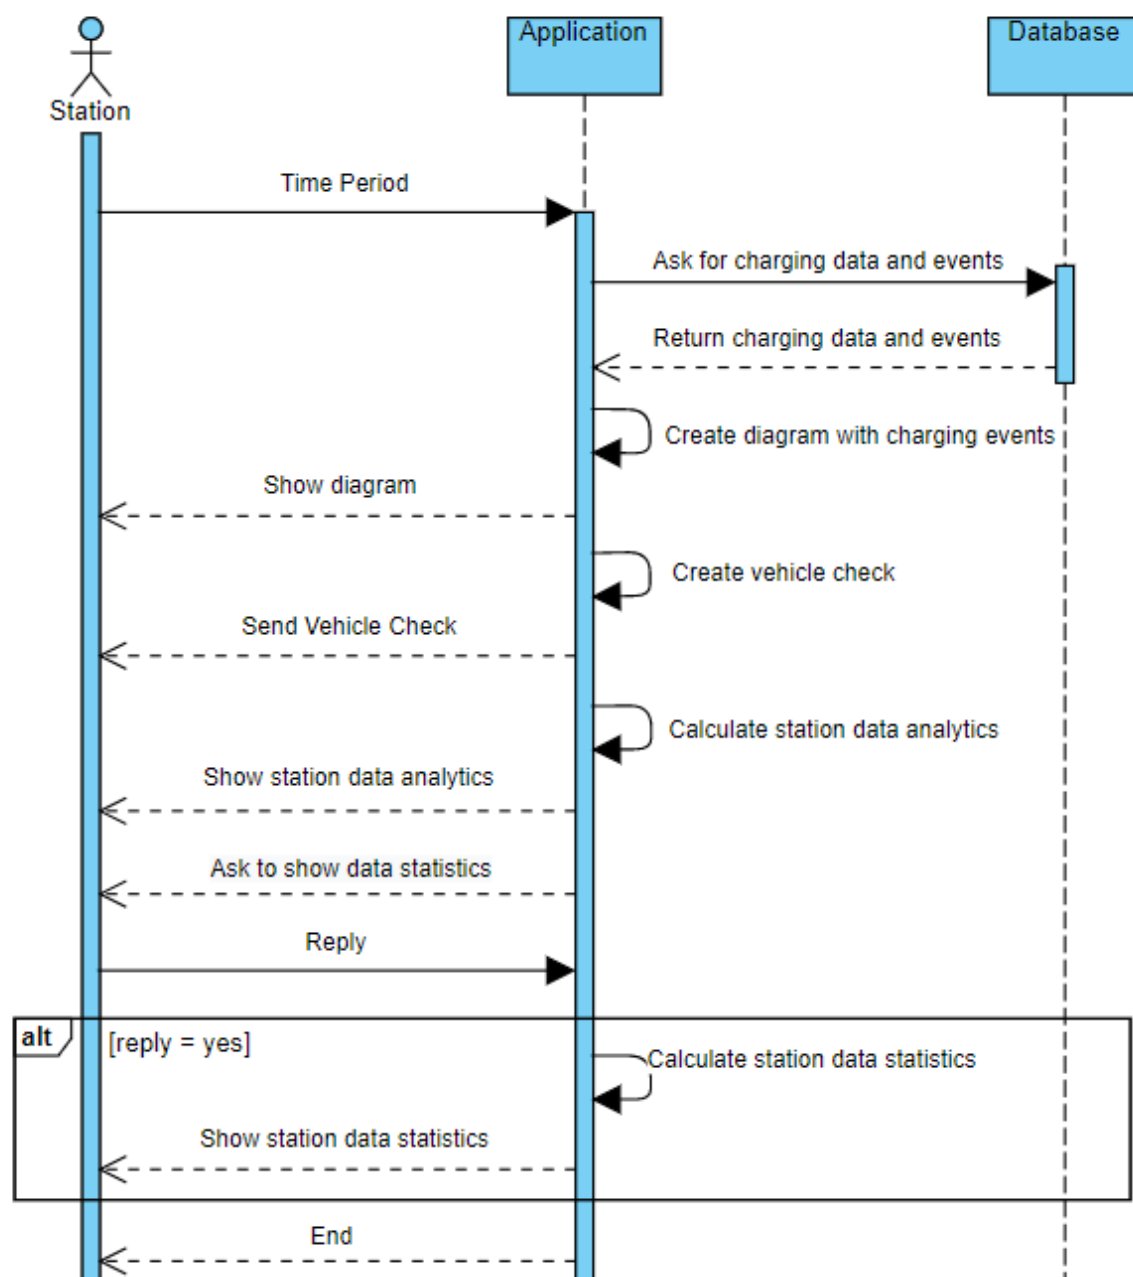 Application
Database
Station
Time Period
Ask for charging data and events
Return charging data and events
Create diagram with charging events
Show diagram
Create vehicle check
Send Vehicle Check
Calculate station data analytics
Show station data analytics
Ask to show data statistics
Reply
alt
[reply = yes]
Calculate station data statistics
Show station data statistics
End